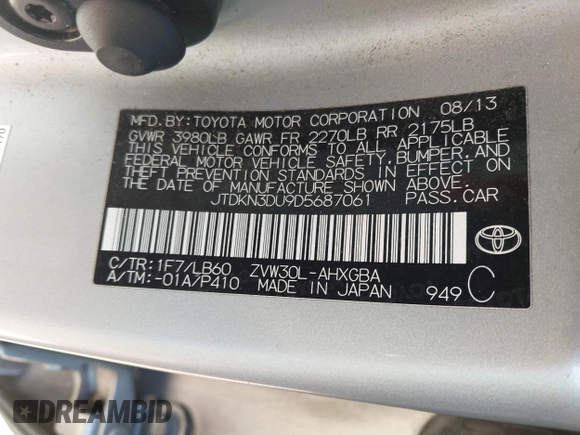 MFD.BY:TOYOTA MOTOR CORPORATION 08/13
GVWR 3980LB GAWR FR 2270LB RR 2175LB
THIS VEHICLE CONFORMS TO ALL APPLICABLE
FEDERAL MOTOR VEHICLE SAFETY,BUMPER,AND
THEFT PREVENTION STANDARDS IN EFFECT ON
THE DATE OF MANUFACTURE SHOWN ABOVE.
JTDKN3DU9D5687061 PASS.CAR
C/TR:1F7/LB60 ZVW30L-AHXGBA
A/TM:-01A/P410 MADE IN JAPAN 949 C
TOYOTA
DREAMBID